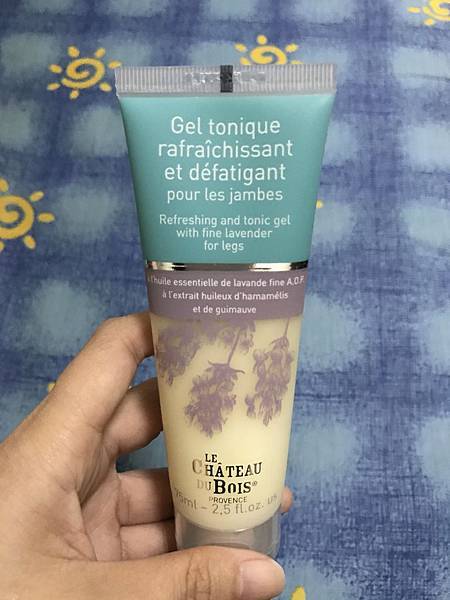 Gel tonique
rafraîchissant
et défatigant
pour les jambes
Refreshing and tonic gel
with fine lavender
for legs
à l'huile essentielle de lavande fine A.O.P.
à l'extrait huileux d'hamamélis
et de guimauve
LE
CHÂTEAU
DU BOIS®
PROVENCE
75ml - 2,5 fl.oz. us